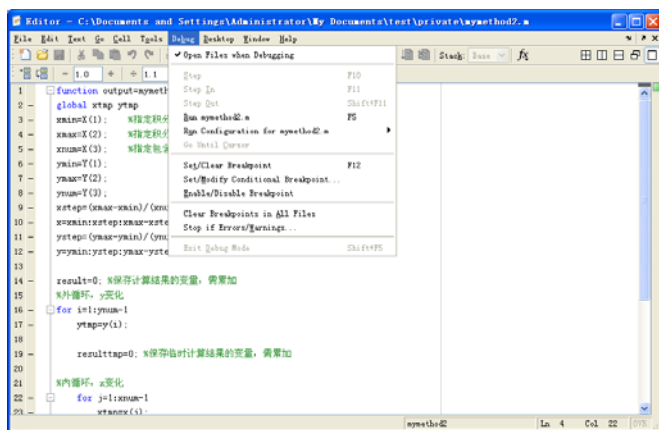 Editor - C:\Documents and Settings\Administrator\My Documents\test\private\mymethod2.m
File Edit Text Go Cell Tools Debug Desktop Window Help
Stack: Base fx
- 1.0 + ÷ 1.1
Open Files when Debugging
Step F10
Step In F11
Step Out Shift+F11
Run mymethod2.m F5
Run Configuration for mymethod2.m
Go Until Cursor
Set/Clear Breakpoint F12
Set/Modify Conditional Breakpoint...
Enable/Disable Breakpoint
Clear Breakpoints in All Files
Stop if Errors/Warnings...
Exit Debug Mode Shift+F5
1 function output=mymeth
2 - global xtmp ytmp
3 - xmin=X(1); %指定积分
4 - xmax=X(2); %指定积分
5 - xnum=X(3); %指定包含
6 - ymin=Y(1);
7 - ymax=Y(2);
8 - ynum=Y(3);
9 - xstep=(xmax-xmin)/(xnu
10 - x=xmin:xstep:xmax-xste
11 - ystep=(ymax-ymin)/(ynu
12 - y=ymin:ystep:ymax-yste
13
14 - result=0; %保存计算结果的变量，需累加
15 %外循环，y变化
16 - for i=1:ynum-1
17 - ytmp=y(i);
18
19 - resulttmp=0; %保存临时计算结果的变量，需累加
20
21 %内循环，x变化
22 - for j=1:xnum-1
23 - xtmp=x(j);
mymethod2 Ln 4 Col 22 OVR